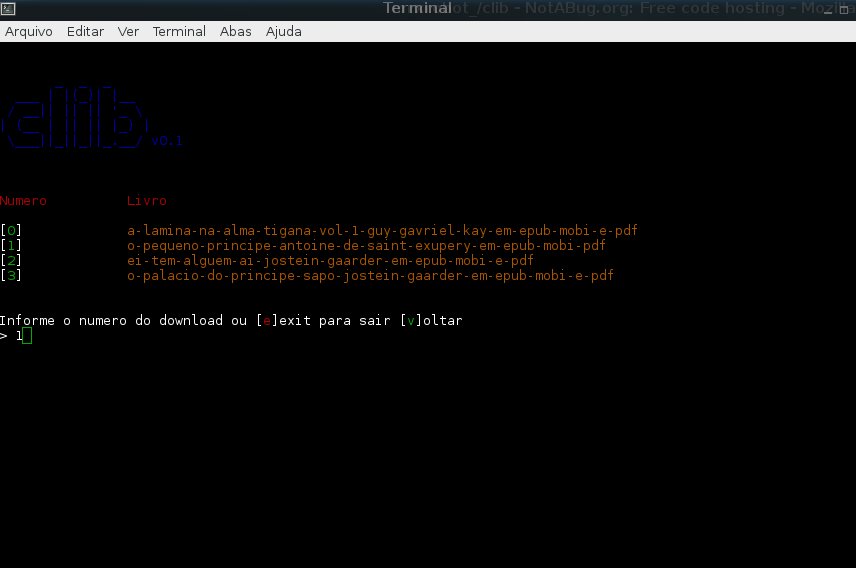 Terminal
ot_/clib - NotABug.org: Free code hosting - Mozilla
Arquivo Editar Ver Terminal Abas Ajuda
clib v0.1
Numero Livro
[0] a-lamina-na-alma-tigana-vol-1-guy-gavriel-kay-em-epub-mobi-e-pdf
[1] o-pequeno-principe-antoine-de-saint-exupery-em-epub-mobi-pdf
[2] ei-tem-alguem-ai-jostein-gaarder-em-epub-mobi-e-pdf
[3] o-palacio-do-principe-sapo-jostein-gaarder-em-epub-mobi-e-pdf
Informe o numero do download ou [e]exit para sair [v]oltar
> 1